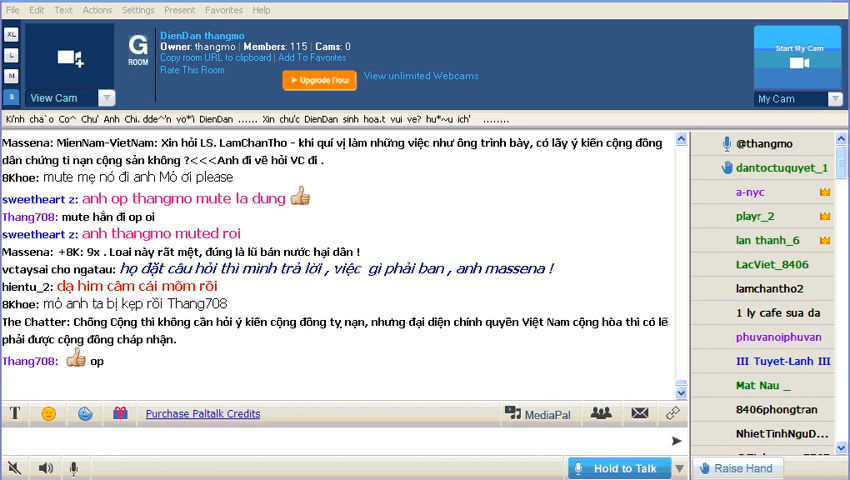 File Edit Text Actions Settings Present Favorites Help
XL
L
M
S
View Cam
G
ROOM
DienDan thangmo
Owner: thangmo | Members: 115 | Cams: 0
Copy room URL to clipboard | Add To Favorites
Rate This Room
Upgrade Now
View unlimited Webcams
Start My Cam
My Cam
Ki'nh cha`o Co^ Chu' Anh Chi. dde^'n vo*'i DienDan ...... Xin chu'c DienDan sinh hoa.t vui ve? hu*~u ich' ........
Massena: MienNam-VietNam: Xin hỏi LS. LamChanTho - khi quí vị làm những việc như ông trình bày, có lấy ý kiến cộng đồng
dân chứng tị nạn cộng sản không ?<<<Anh đi về hỏi VC đi .
8Khoe: mute mẹ nó đi anh Mỏ ơi please
sweetheart z: anh op thangmo mute la dung
Thang708: mute hắn đi op oi
sweetheart z: anh thangmo muted roi
Massena: +8K: 9x . Loai này rất mệt, đúng là lũ bán nước hại dân !
vctaysai cho ngatau: họ đặt câu hỏi thì mình trả lời , việc gì phải ban , anh massena !
hientu_2: dạ him câm cái mõm rồi
8Khoe: mỏ anh ta bị kẹp rồi Thang708
The Chatter: Chống Cộng thì không cần hỏi ý kiến cộng đồng tỵ nạn, nhưng đại diện chính quyền Việt Nam cộng hòa thì có lẽ
phải được cộng đồng chấp nhận.
Thang708: op
T
Purchase Paltalk Credits
MediaPal
Hold to Talk
@thangmo
dantoctuquyet_1
a-nyc
playr_2
lan thanh_6
LacViet_8406
lamchantho2
1 ly cafe sua da
phuvanoiphuvan
III Tuyet-Lanh III
Mat Nau _
8406phongtran
NhietTinhNguD...
Raise Hand